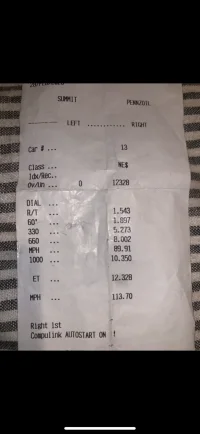 SUMMIT PENNZOIL
LEFT ............ RIGHT
Car # ... 13
Class ...
Idx/Rec..
Ov/Un ... 0 12328
DIAL ...
R/T ... 1.543
60' ... 1.897
330 ... 5.273
660 ... 8.002
MPH ... 89.91
1000 ... 10.350
ET ... 12.328
MPH ... 113.70
Right 1st
Compulink AUTOSTART ON !